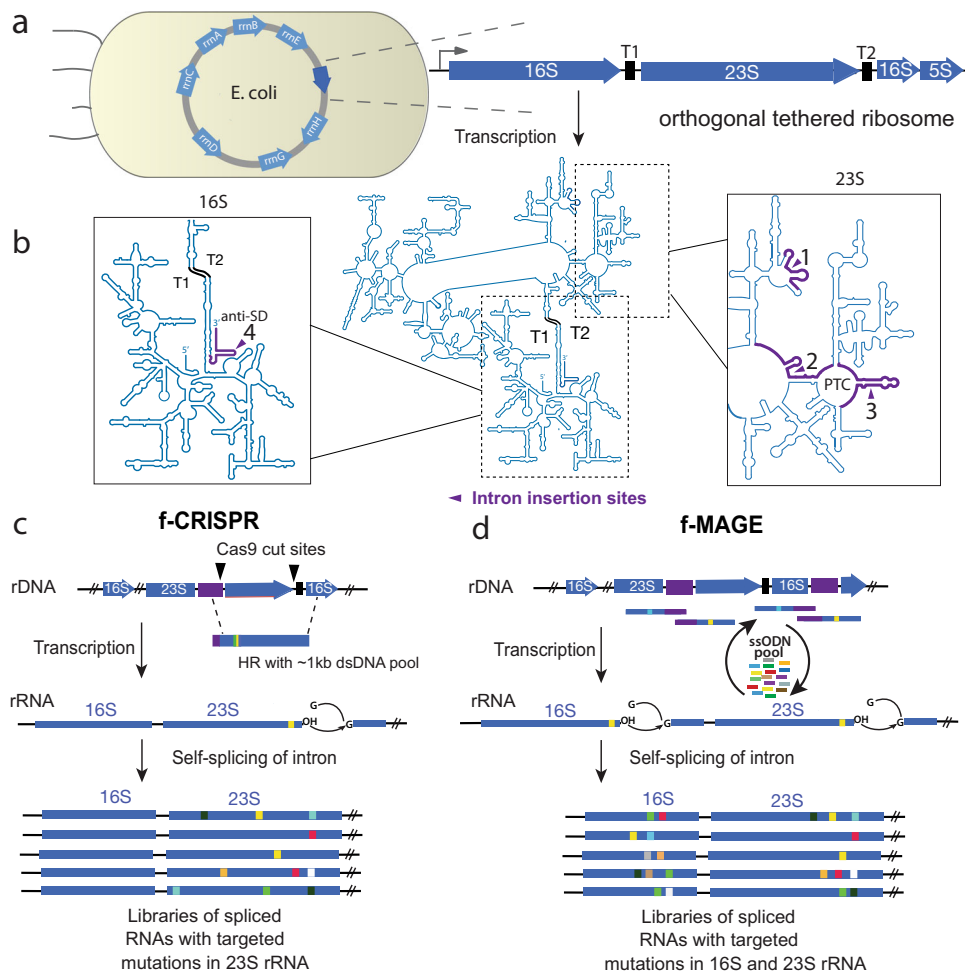 a
rrnA
rrnB
rrnE
rrnC
rrnH
rrnD
rrnG
E. coli
16S
T1
23S
T2
16S
5S
Transcription
orthogonal tethered ribosome
b
16S
T2
T1
anti-SD
3'
4
5'
T1
T2
3'
5'
23S
1
2
PTC
3
Intron insertion sites
c
f-CRISPR
Cas9 cut sites
rDNA
16S
23S
16S
HR with ~1kb dsDNA pool
Transcription
rRNA
16S
23S
G
OH
G
Self-splicing of intron
16S
23S
Libraries of spliced
RNAs with targeted
mutations in 23S rRNA
d
f-MAGE
rDNA
16S
23S
16S
ssODN
pool
Transcription
rRNA
16S
G
OH
G
23S
G
OH
G
Self-splicing of intron
16S
23S
Libraries of spliced
RNAs with targeted
mutations in 16S and 23S rRNA